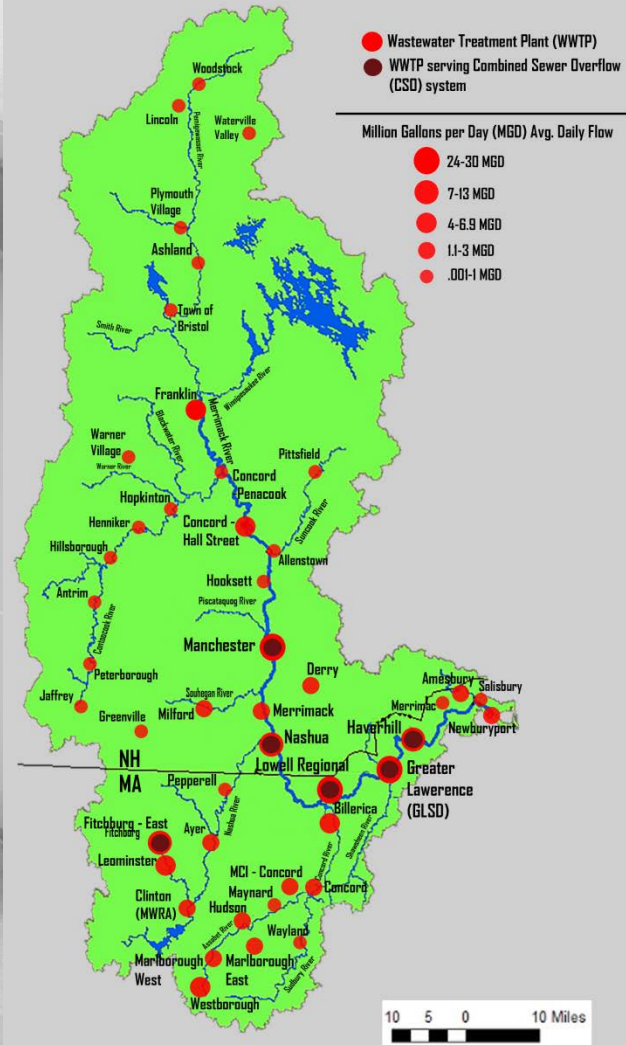 Wastewater Treatment Plant (WWTP)
WWTP serving Combined Sewer Overflow
(CSO) system
Million Gallons per Day (MGD) Avg. Daily Flow
24-30 MGD
7-13 MGD
4-6.9 MGD
1.1-3 MGD
.001-1 MGD
Woodstock
Lincoln
Waterville
Valley
Pemigewasset River
Plymouth
Village
Ashland
Town of
Bristol
Smith River
Winnipesaukee River
Franklin
Merrimack River
Blackwater River
Warner
Village
Warner River
Pittsfield
Concord
Penacook
Hopkinton
Suncook River
Henniker
Concord -
Hall Street
Hillsborough
Allenstown
Hooksett
Antrim
Piscataquog River
Contoocook River
Manchester
Peterborough
Derry
Jaffrey
Souhegan River
Milford
Merrimack
Greenville
Amesbury
Salisbury
Merrimac
Newburyport
Nashua
Haverhill
NH
MA
Lowell Regional
Greater
Lawerence
(GLSD)
Pepperell
Nashua River
Billerica
Shawsheen River
Fitchburg - East
Fitchburg
Ayer
Leominster
Concord River
MCI - Concord
Concord
Maynard
Clinton
(MWRA)
Hudson
Wayland
Assabet River
Marlborough
West
Marlborough
East
Sudbury River
Westborough
10 5 0 10 Miles